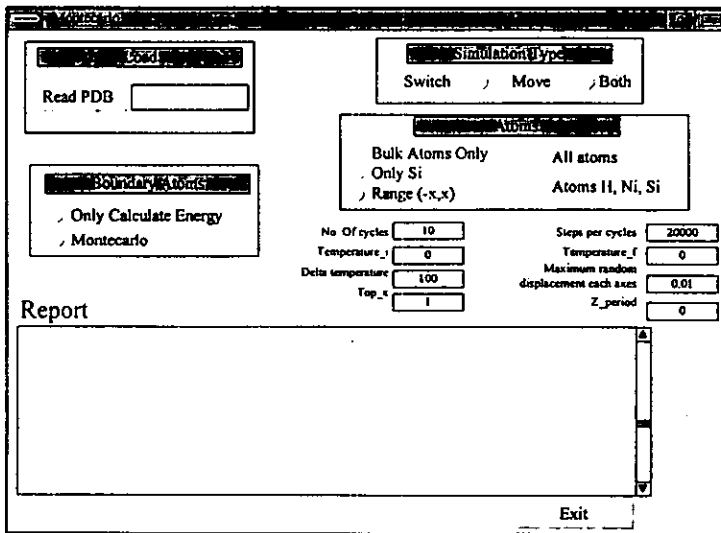 Montecarlo
Load
Read PDB
Simulation Type
Switch Move Both
Atoms
Bulk Atoms Only All atoms
Only Si
Range (-x,x) Atoms H, Ni, Si
Boundary Atoms
Only Calculate Energy
Montecarlo
No Of cycles 10
Steps per cycles 20000
Temperature_i 0
Temperature_f 0
Delta temperature 100
Maximum random
displacement each axes 0.01
Top_x 1
Z_period 0
Report
Exit